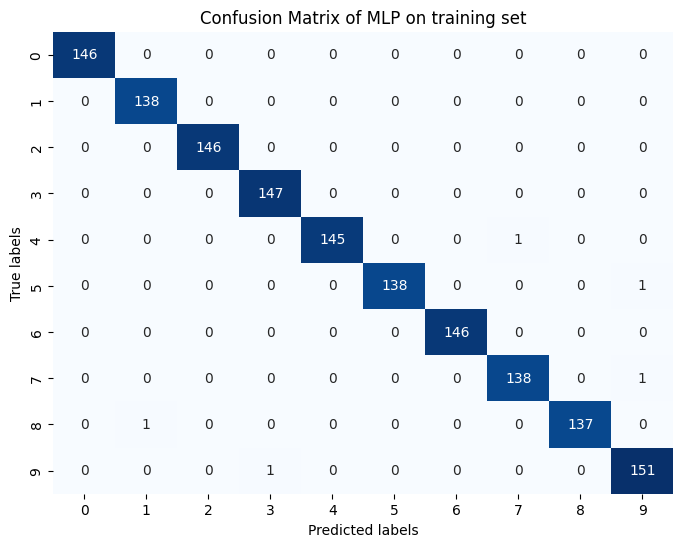 Confusion Matrix of MLP on training set
True labels
0 146 0 0 0 0 0 0 0 0 0
1 0 138 0 0 0 0 0 0 0 0
2 0 0 146 0 0 0 0 0 0 0
3 0 0 0 147 0 0 0 0 0 0
4 0 0 0 0 145 0 0 1 0 0
5 0 0 0 0 0 138 0 0 0 1
6 0 0 0 0 0 0 146 0 0 0
7 0 0 0 0 0 0 0 138 0 1
8 0 1 0 0 0 0 0 0 137 0
9 0 0 0 1 0 0 0 0 0 151
0 1 2 3 4 5 6 7 8 9
Predicted labels